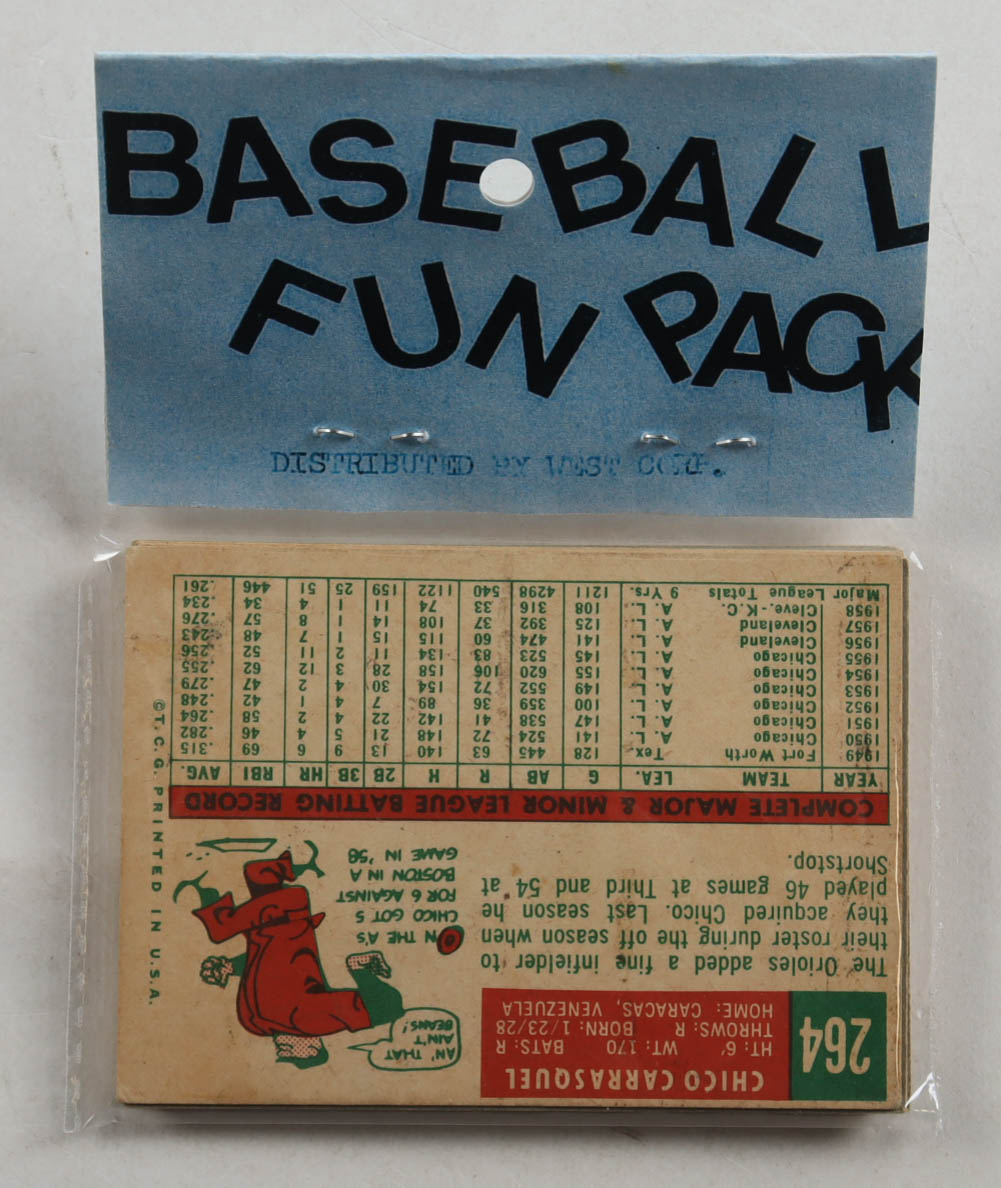 BASEBALL
FUN PACK
DISTRIBUTED BY WEST CORP.
264
CHICO CARRASQUEL
HT: 6' WT: 170 BATS: R
THROWS: R BORN: 1/23/28
HOME: CARACAS, VENEZUELA
The Orioles added a fine infielder to
their roster during the off season when
they acquired Chico. Last season he
played 46 games at Third and 54 at
Shortstop.
AN' THAT
AIN'T
BEANS!
ON THE A'S
CHICO GOT 5
FOR 6 AGAINST
BOSTON IN A
GAME IN '58
COMPLETE MAJOR & MINOR LEAGUE BATTING RECORD
YEAR TEAM LEA. G AB R H 2B 3B HR RBI AVG.
1949 Fort Worth Tex. 128 445 63 140 13 9 6 69 .315
1950 Chicago A. L. 141 524 72 148 21 5 4 46 .282
1951 Chicago A. L. 147 538 41 142 22 4 2 58 .264
1952 Chicago A. L. 100 359 36 89 7 4 1 42 .248
1953 Chicago A. L. 149 552 72 154 30 4 2 47 .279
1954 Chicago A. L. 155 620 106 158 28 3 12 62 .255
1955 Chicago A. L. 145 523 83 134 11 2 11 52 .256
1956 Cleveland A. L. 141 474 60 115 15 1 7 48 .243
1957 Cleveland A. L. 125 392 37 108 14 1 8 57 .276
1958 Cleve.-K.C. A. L. 108 316 33 74 11 1 4 34 .234
Major League Totals 9 Yrs. 1211 4298 540 1122 159 25 51 446 .261
©T.C.G. PRINTED IN U.S.A.